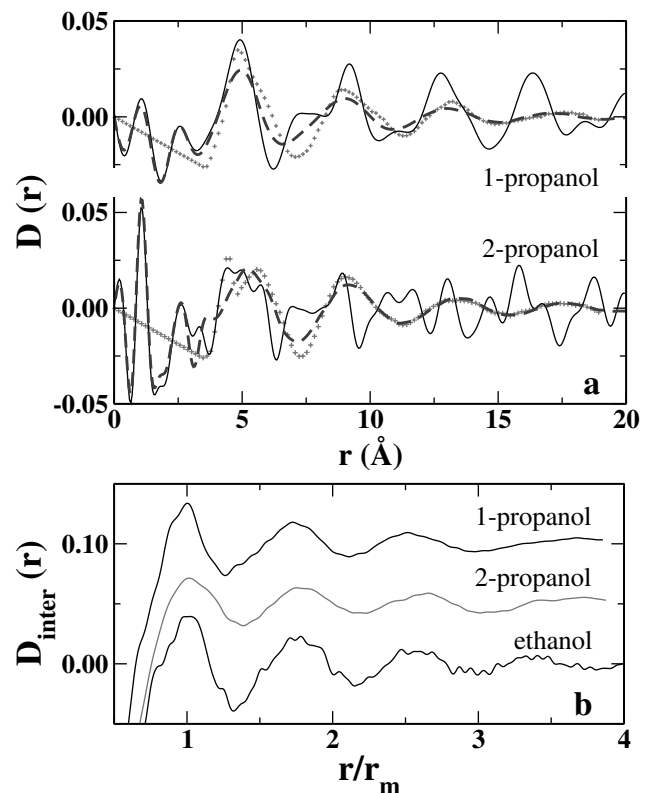 0.05
0.00
1-propanol
0.05
2-propanol
0.00
-0.05
a
D (r)
0 5 10 15 20
r (Å)
1-propanol
0.10
2-propanol
ethanol
0.00
b
D_inter (r)
1 2 3 4
r/r_m